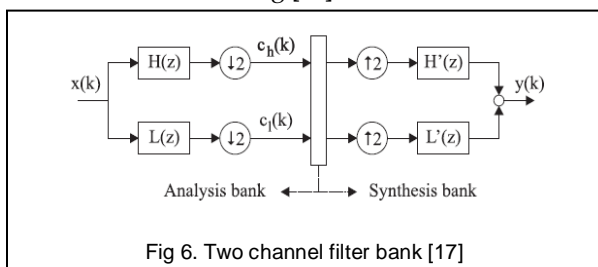 g [
c_h(k)
H(z) ↓2 ↑2 H'(z)
x(k) y(k)
c_l(k)
L(z) ↓2 ↑2 L'(z)
Analysis bank Synthesis bank
Fig 6. Two channel filter bank [17]